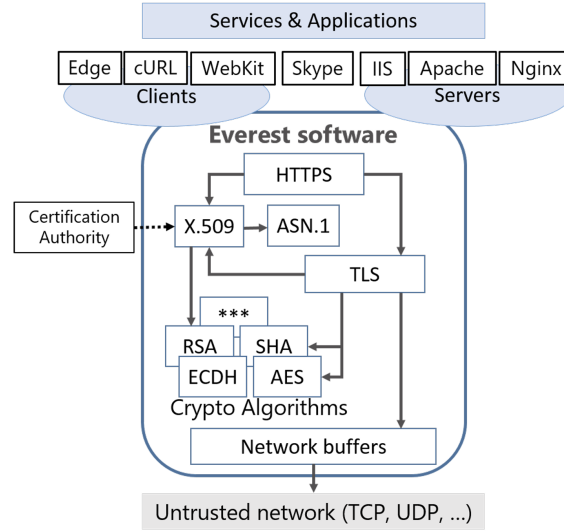 Services & Applications
Edge cURL WebKit Skype IIS Apache Nginx
Clients Servers
Everest software
HTTPS
Certification
Authority
X.509 ASN.1
TLS
***
RSA SHA
ECDH AES
Crypto Algorithms
Network buffers
Untrusted network (TCP, UDP, ...)